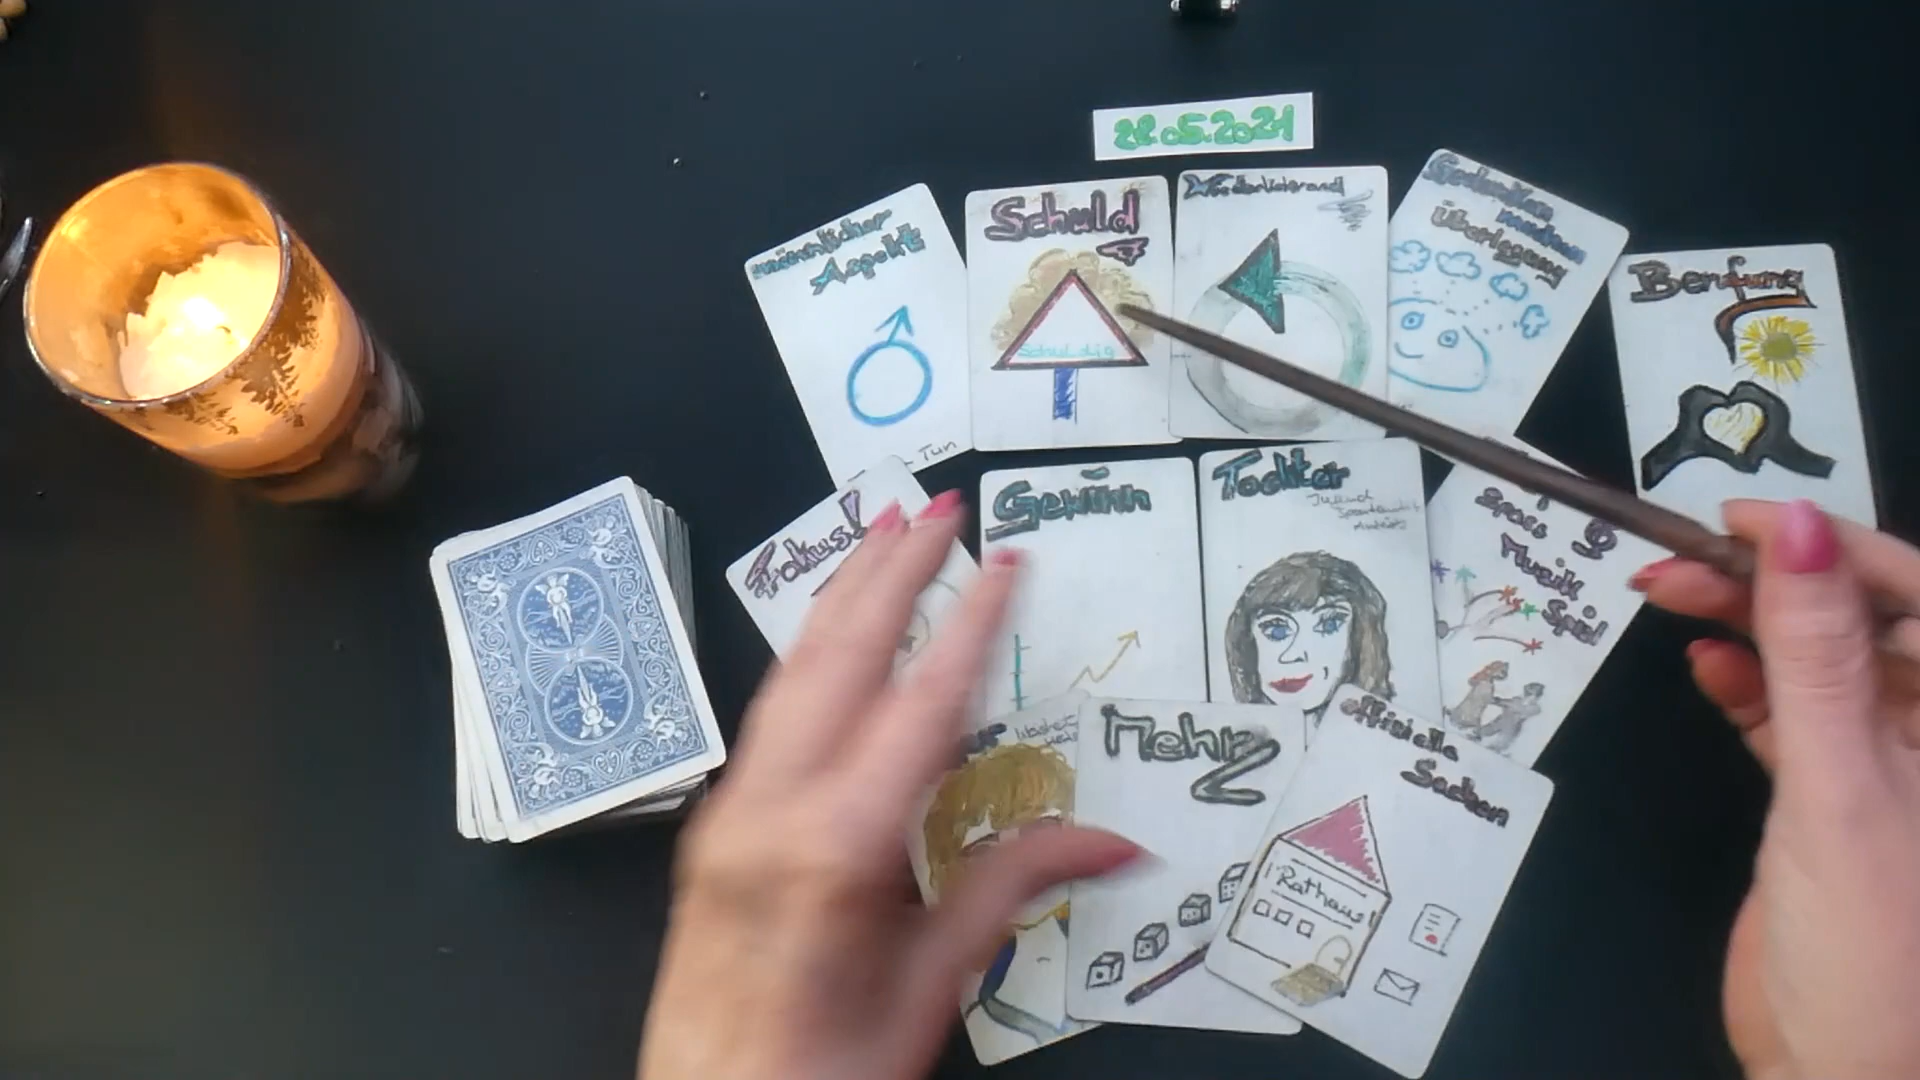 28.05.2021
männlicher
Aspekt
Tun
Schuld
Schuldig
Gedanken
machen
Überlegung
Berufung
Fokus!
Gewinn
Tochter
Jugend
Spass
Musik
Spiel
Mehr
offizielle
Sachen
Rathaus!